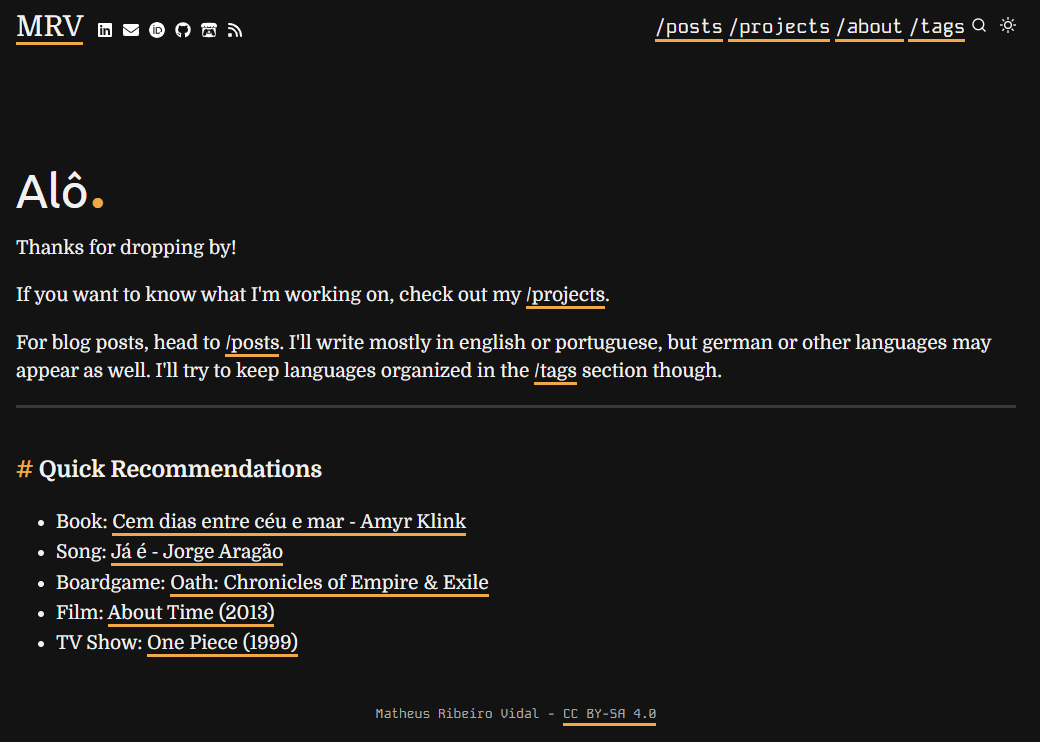 MRV
/posts /projects /about /tags
Alô.
Thanks for dropping by!
If you want to know what I'm working on, check out my /projects.
For blog posts, head to /posts. I'll write mostly in english or portuguese, but german or other languages may
appear as well. I'll try to keep languages organized in the /tags section though.
# Quick Recommendations
• Book: Cem dias entre céu e mar - Amyr Klink
• Song: Já é - Jorge Aragão
• Boardgame: Oath: Chronicles of Empire & Exile
• Film: About Time (2013)
• TV Show: One Piece (1999)
Matheus Ribeiro Vidal - CC BY-SA 4.0